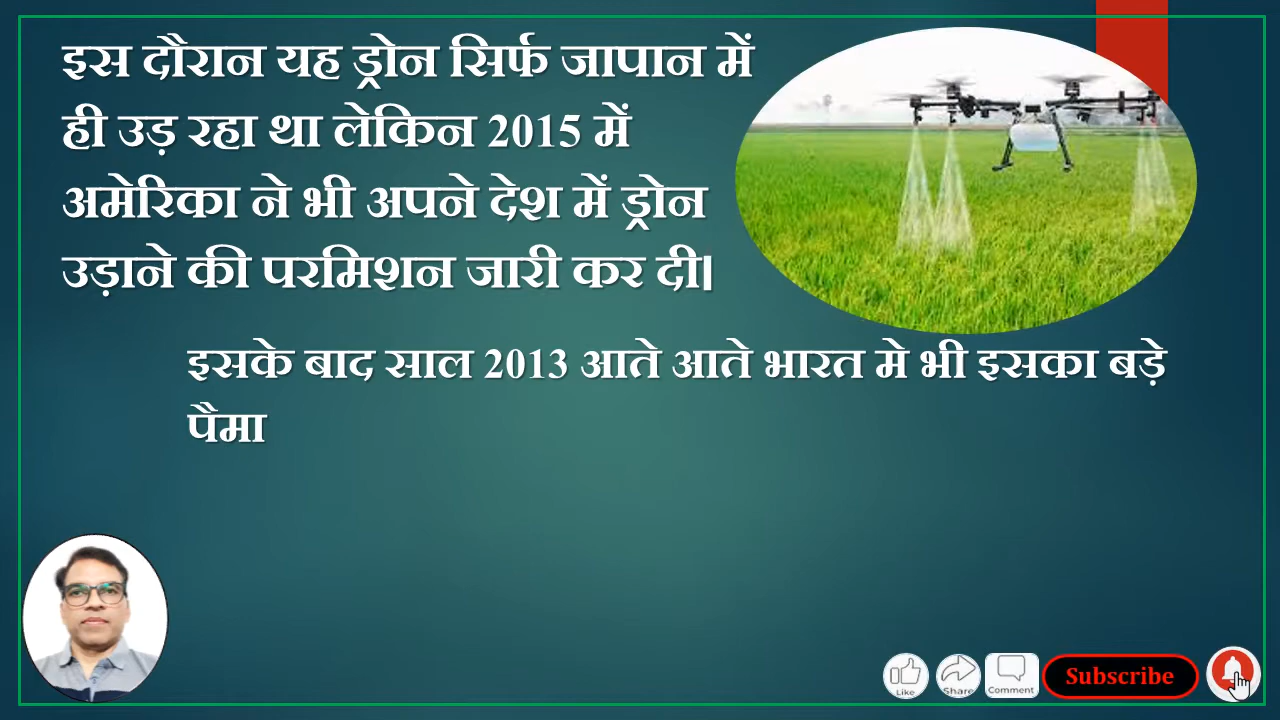 इस दौरान यह ड्रोन सिर्फ जापान में
ही उड़ रहा था लेकिन 2015 में
अमेरिका ने भी अपने देश में ड्रोन
उड़ाने की परमिशन जारी कर दी।
इसके बाद साल 2013 आते आते भारत मे भी इसका बड़े
पैमा
Like
Share
Comment
Subscribe